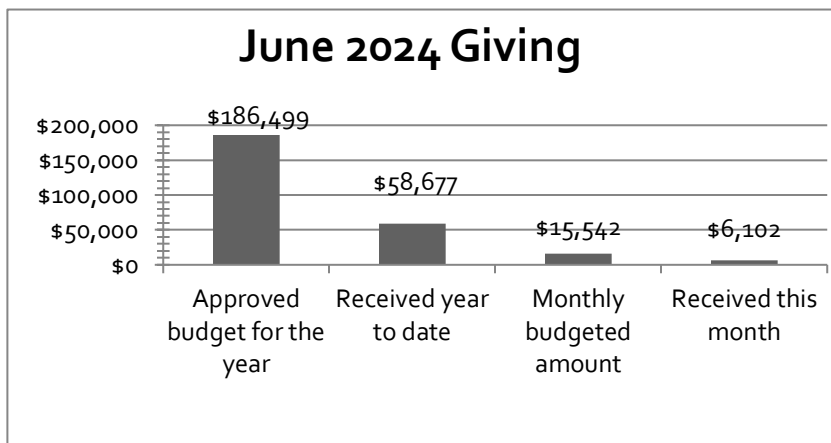 June 2024 Giving
$200,000
$150,000
$100,000
$50,000
$0
$186,499
$58,677
$15,542
$6,102
Approved
budget for the
year
Received year
to date
Monthly
budgeted
amount
Received this
month